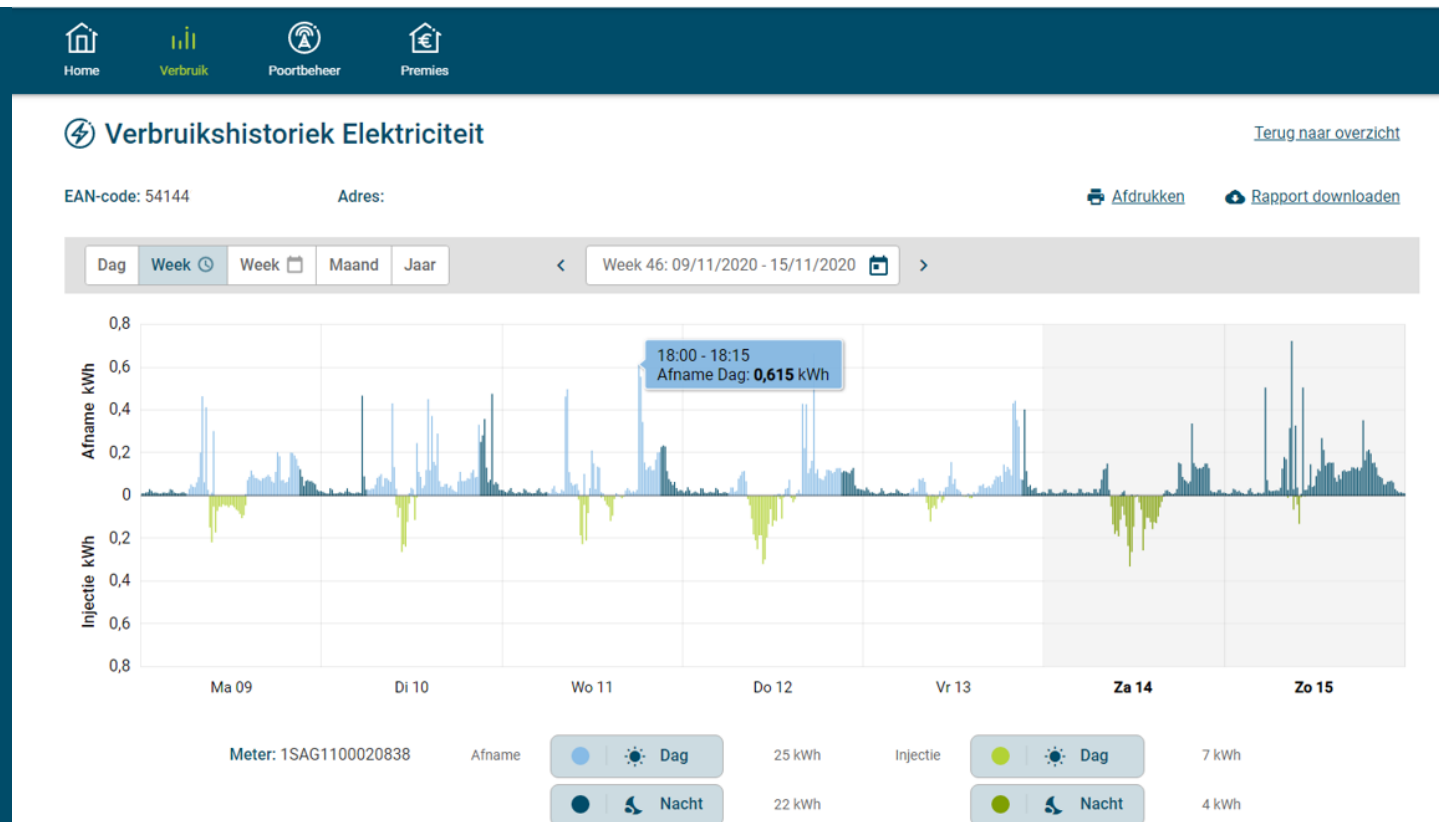 Home Verbruik Poortbeheer Premies
Verbruikshistoriek Elektriciteit
Terug naar overzicht
EAN-code: 54144 Adres:
Afdrukken Rapport downloaden
Dag Week Week Maand Jaar
Week 46: 09/11/2020 - 15/11/2020
0,8
0,6
0,4
0,2
0
0,2
0,4
0,6
0,8
Afname kWh
Injectie kWh
18:00 - 18:15
Afname Dag: 0,615 kWh
Ma 09 Di 10 Wo 11 Do 12 Vr 13 Za 14 Zo 15
Meter: 1SAG1100020838 Afname Dag 25 kWh Injectie Dag 7 kWh
Nacht 22 kWh Nacht 4 kWh